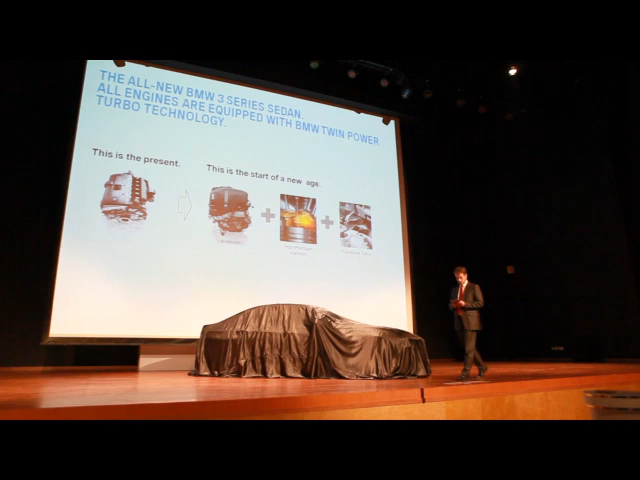 THE ALL-NEW BMW 3 SERIES SEDAN.
ALL ENGINES ARE EQUIPPED WITH BMW TWIN POWER
TURBO TECHNOLOGY.
This is the present.
This is the start of a new age.
+
+